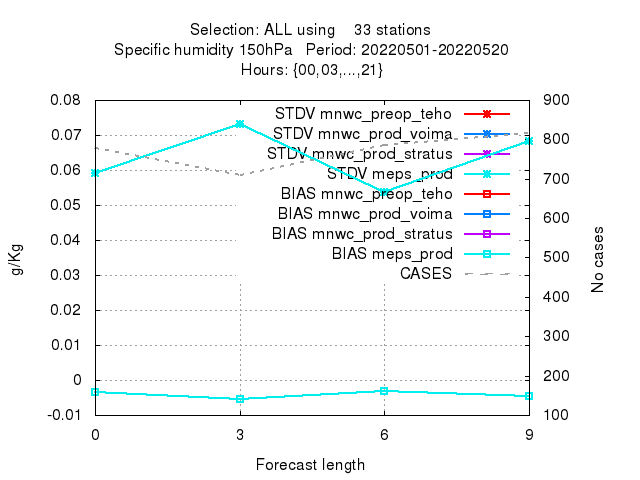 Selection: ALL using 33 stations
Specific humidity 150hPa Period: 20220501-20220520
Hours: {00,03,...,21}
0.08
0.07
0.06
0.05
0.04
0.03
0.02
0.01
0
-0.01
g/Kg
STDV mnwc_preop_teho
STDV mnwc_prod_voima
STDV mnwc_prod_stratus
STDV meps_prod
BIAS mnwc_preop_teho
BIAS mnwc_prod_voima
BIAS mnwc_prod_stratus
BIAS meps_prod
CASES
900
800
700
600
500
400
300
200
100
No cases
0 3 6 9
Forecast length